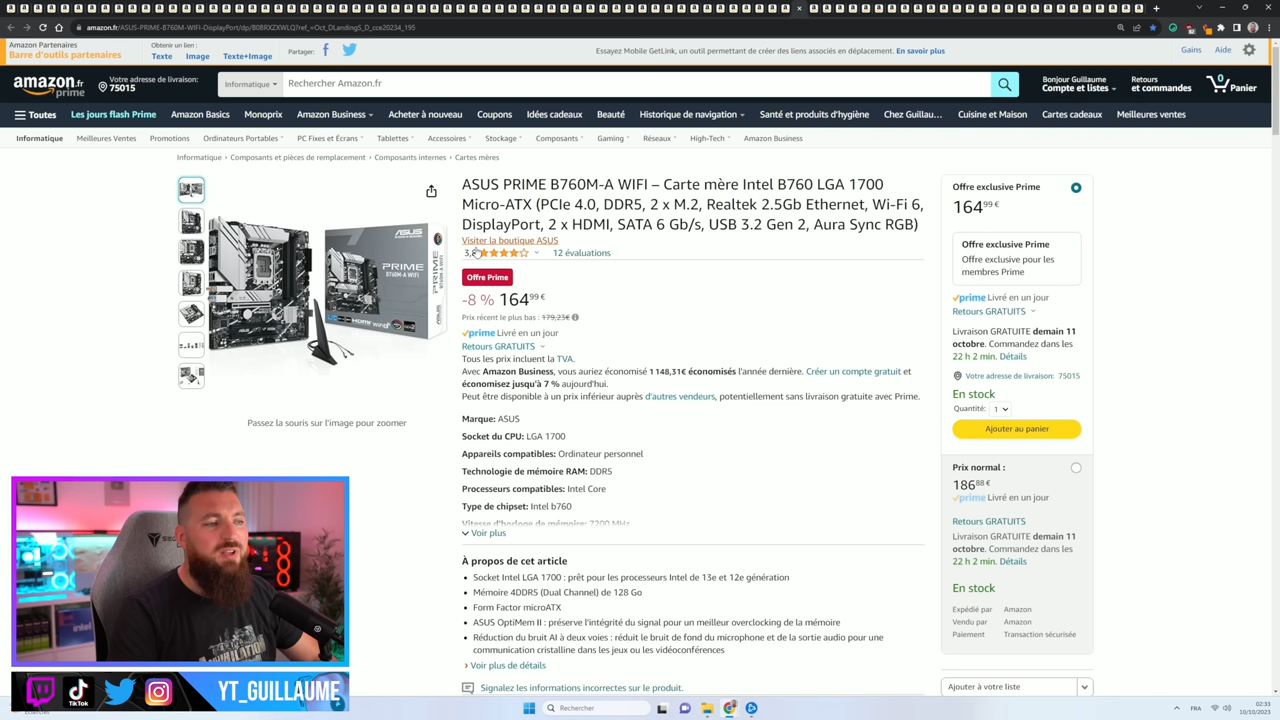 amazon.fr/ASUS-PRIME-B760M-WIFI-DisplayPort/dp/B0BRXZXWLQ?ref_=Oct_DLandingS_D_cce20234_195
Amazon Partenaires
Barre d'outils partenaires
Obtenir un lien :
Texte Image Texte+Image
Partager:
Essayez Mobile GetLink, un outil permettant de créer des liens associés en déplacement. En savoir plus
Gains Aide
amazon.fr
prime
Votre adresse de livraison:
75015
Informatique
Rechercher Amazon.fr
Bonjour Guillaume
Compte et listes
Retours
et commandes
0
Panier
Toutes Les jours flash Prime Amazon Basics Monoprix Amazon Business Acheter à nouveau Coupons Idées cadeaux Beauté Historique de navigation Santé et produits d'hygiène Chez Guillau… Cuisine et Maison Cartes cadeaux Meilleures ventes
Informatique Meilleures Ventes Promotions Ordinateurs Portables PC Fixes et Écrans Tablettes Accessoires Stockage Composants Gaming Réseaux High-Tech Amazon Business
Informatique › Composants et pièces de remplacement › Composants internes › Cartes mères
ASUS PRIME B760M-A WIFI – Carte mère Intel B760 LGA 1700
Micro-ATX (PCIe 4.0, DDR5, 2 x M.2, Realtek 2.5Gb Ethernet, Wi-Fi 6,
DisplayPort, 2 x HDMI, SATA 6 Gb/s, USB 3.2 Gen 2, Aura Sync RGB)
Visiter la boutique ASUS
12 évaluations
Offre Prime
-8 % 164,99 €
Prix récent le plus bas : 179,23€
prime Livré en un jour
Retours GRATUITS
Tous les prix incluent la TVA.
Avec Amazon Business, vous auriez économisé 1 148,31€ économisés l'année dernière. Créer un compte gratuit et
économisez jusqu'à 7 % aujourd'hui.
Peut être disponible à un prix inférieur auprès d'autres vendeurs, potentiellement sans livraison gratuite avec Prime.
Marque: ASUS
Socket du CPU: LGA 1700
Appareils compatibles: Ordinateur personnel
Technologie de mémoire RAM: DDR5
Processeurs compatibles: Intel Core
Type de chipset: Intel b760
Vitesse d'horloge de mémoire: 7200 MHz
Voir plus
À propos de cet article
• Socket Intel LGA 1700 : prêt pour les processeurs Intel de 13e et 12e génération
• Mémoire 4DDR5 (Dual Channel) de 128 Go
• Form Factor microATX
• ASUS OptiMem II : préserve l'intégrité du signal pour un meilleur overclocking de la mémoire
• Réduction du bruit AI à deux voies : réduit le bruit de fond du microphone et de la sortie audio pour une
communication cristalline dans les jeux ou les vidéoconférences
› Voir plus de détails
Signalez les informations incorrectes sur le produit.
ASUS
PRIME
B760M-A WIFI
Passez la souris sur l'image pour zoomer
Offre exclusive Prime
164,99 €
Offre exclusive Prime
Offre exclusive pour les
membres Prime
prime Livré en un jour
Retours GRATUITS
Livraison GRATUITE demain 11
octobre. Commandez dans les
22 h 2 min. Détails
Votre adresse de livraison: 75015
En stock
Quantité: 1
Ajouter au panier
Prix normal :
186,88 €
prime Livré en un jour
Retours GRATUITS
Livraison GRATUITE demain 11
octobre. Commandez dans les
22 h 2 min. Détails
En stock
Expédié par Amazon
Vendu par Amazon
Paiement Transaction sécurisée
Ajouter à votre liste
TikTok
YT_GUILLAUME
Rechercher
FRA
02:33
10/10/2023